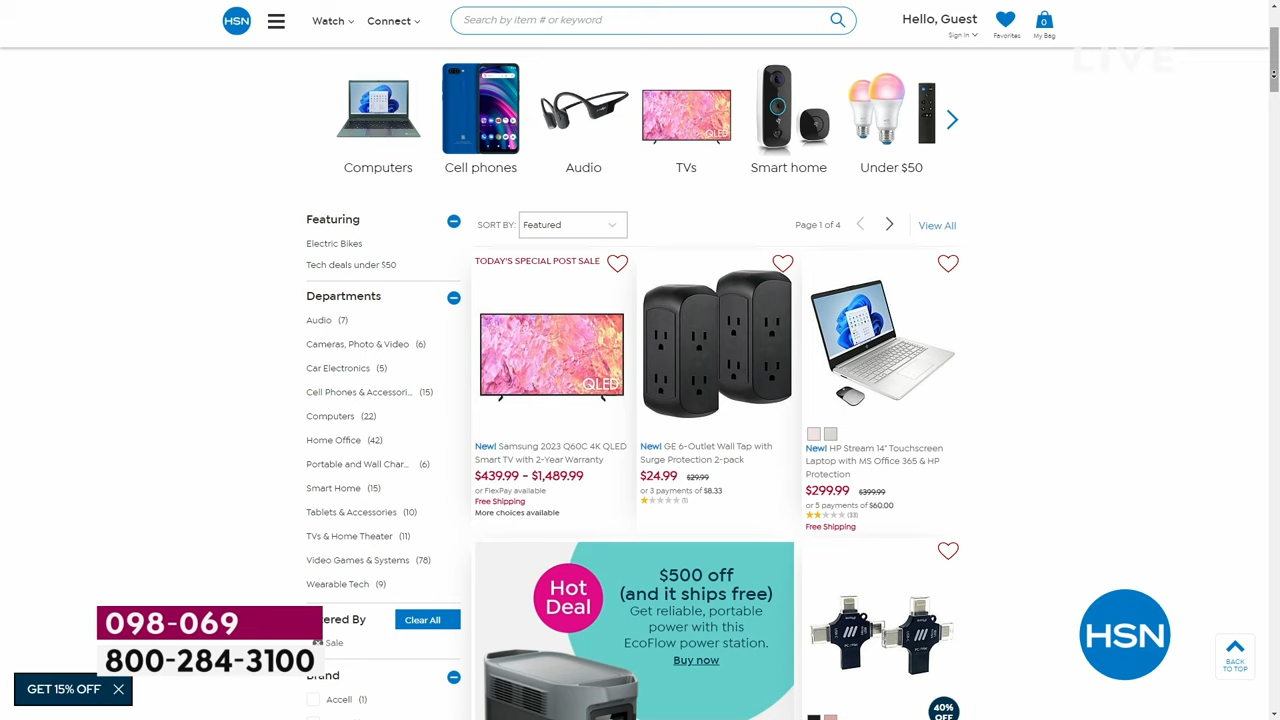 HSN
Watch
Connect
Search by item # or keyword
Hello, Guest
Sign In
Favorites
0
My Bag
LIVE
QLED
Computers
Cell phones
Audio
TVs
Smart home
Under $50
Featuring
Electric Bikes
Tech deals under $50
Departments
Audio (7)
Cameras, Photo & Video (6)
Car Electronics (5)
Cell Phones & Accessori... (15)
Computers (22)
Home Office (42)
Portable and Wall Char... (6)
Smart Home (15)
Tablets & Accessories (10)
TVs & Home Theater (11)
Video Games & Systems (78)
Wearable Tech (9)
tered By
Clear All
Sale
Brand
Accell (1)
SORT BY: Featured
Page 1 of 4
View All
TODAY'S SPECIAL POST SALE
QLED
New! Samsung 2023 Q60C 4K QLED
Smart TV with 2-Year Warranty
$439.99 - $1,489.99
or FlexPay available
Free Shipping
More choices available
New! GE 6-Outlet Wall Tap with
Surge Protection 2-pack
$24.99 $29.99
or 3 payments of $8.33
(1)
New! HP Stream 14" Touchscreen
Laptop with MS Office 365 & HP
Protection
$299.99 $399.99
or 5 payments of $60.00
(33)
Free Shipping
Hot
Deal
$500 off
(and it ships free)
Get reliable, portable
power with this
EcoFlow power station.
Buy now
40%
OFF
098-069
800-284-3100
GET 15% OFF
HSN
BACK
TO TOP